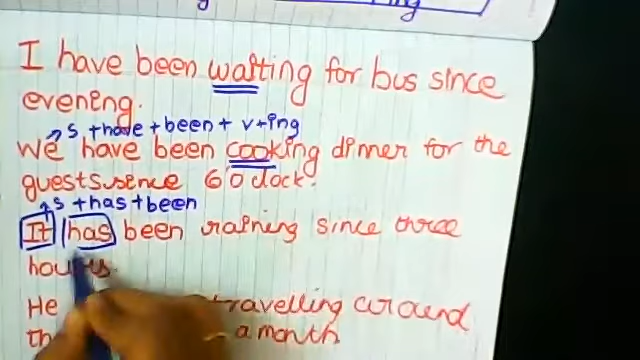 I have been waiting for bus since
evening.
s +have +been + v+ing
We have been cooking dinner for the
guests since 6'o clock.
s +has+been
It has been raining since three
hours.
He travelling around
a month